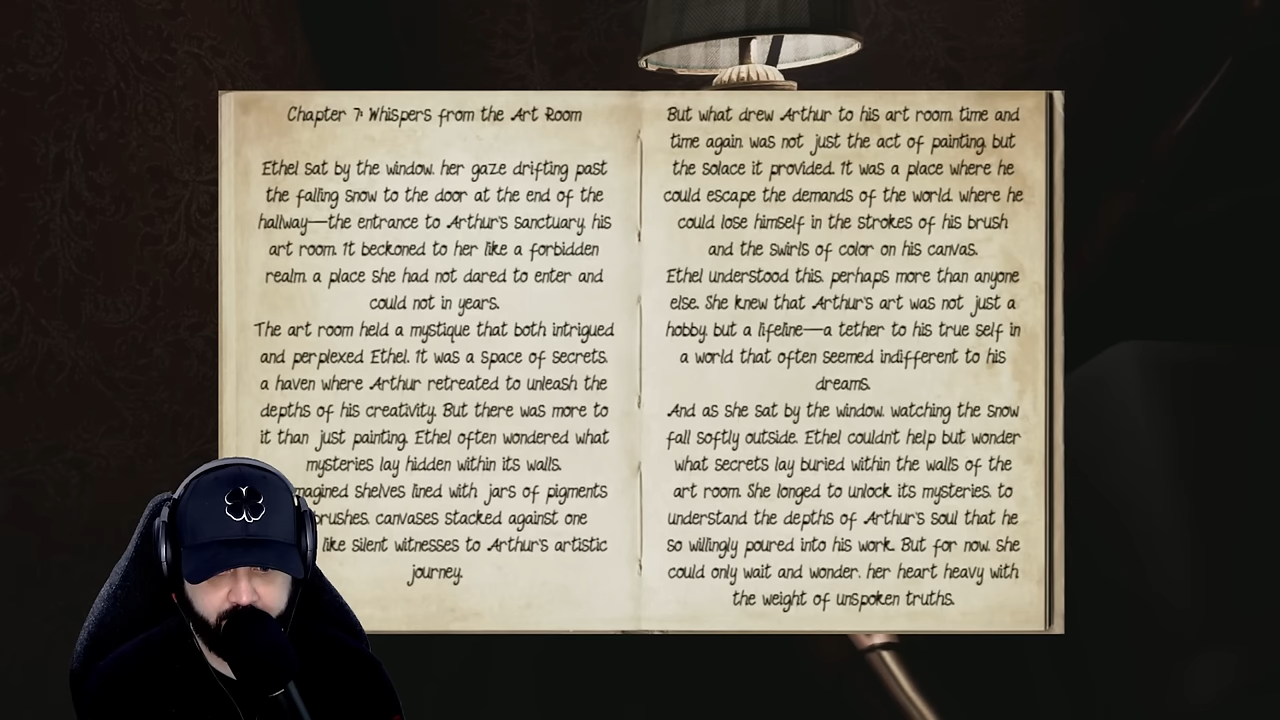 Chapter 7: Whispers from the Art Room
Ethel sat by the window, her gaze drifting past
the falling snow to the door at the end of the
hallway—the entrance to Arthur's sanctuary, his
art room. It beckoned to her like a forbidden
realm, a place she had not dared to enter and
could not in years.
The art room held a mystique that both intrigued
and perplexed Ethel. It was a space of secrets,
a haven where Arthur retreated to unleash the
depths of his creativity. But there was more to
it than just painting. Ethel often wondered what
mysteries lay hidden within its walls.
magined shelves lined with jars of pigments
brushes, canvases stacked against one
like silent witnesses to Arthur's artistic
journey.
But what drew Arthur to his art room, time and
time again, was not just the act of painting, but
the solace it provided. It was a place where he
could escape the demands of the world, where he
could lose himself in the strokes of his brush
and the swirls of color on his canvas.
Ethel understood this, perhaps more than anyone
else. She knew that Arthur's art was not just a
hobby, but a lifeline—a tether to his true self in
a world that often seemed indifferent to his
dreams.
And as she sat by the window, watching the snow
fall softly outside, Ethel couldn't help but wonder
what secrets lay buried within the walls of the
art room. She longed to unlock its mysteries, to
understand the depths of Arthur's soul that he
so willingly poured into his work. But for now, she
could only wait and wonder, her heart heavy with
the weight of unspoken truths.